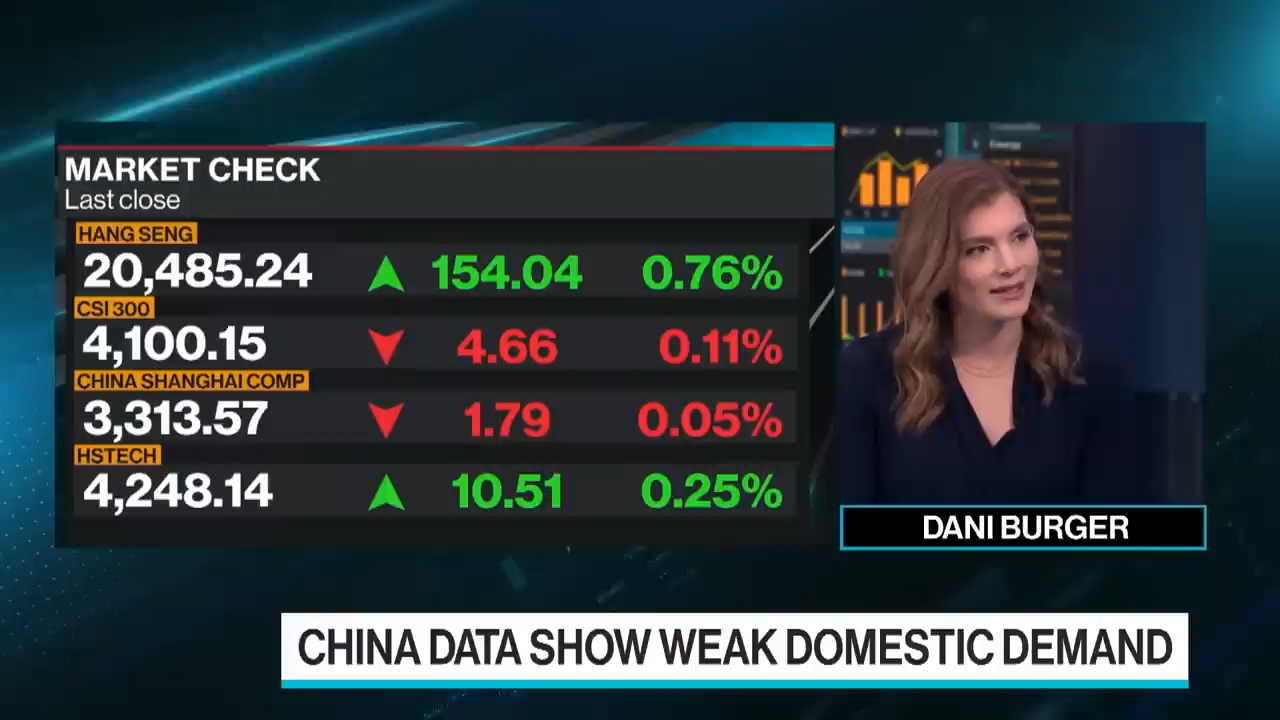 MARKET CHECK
Last close
HANG SENG
20,485.24 ▲ 154.04 0.76%
CSI 300
4,100.15 ▼ 4.66 0.11%
CHINA SHANGHAI COMP
3,313.57 ▼ 1.79 0.05%
HSTECH
4,248.14 ▲ 10.51 0.25%
Energy
DANI BURGER
CHINA DATA SHOW WEAK DOMESTIC DEMAND